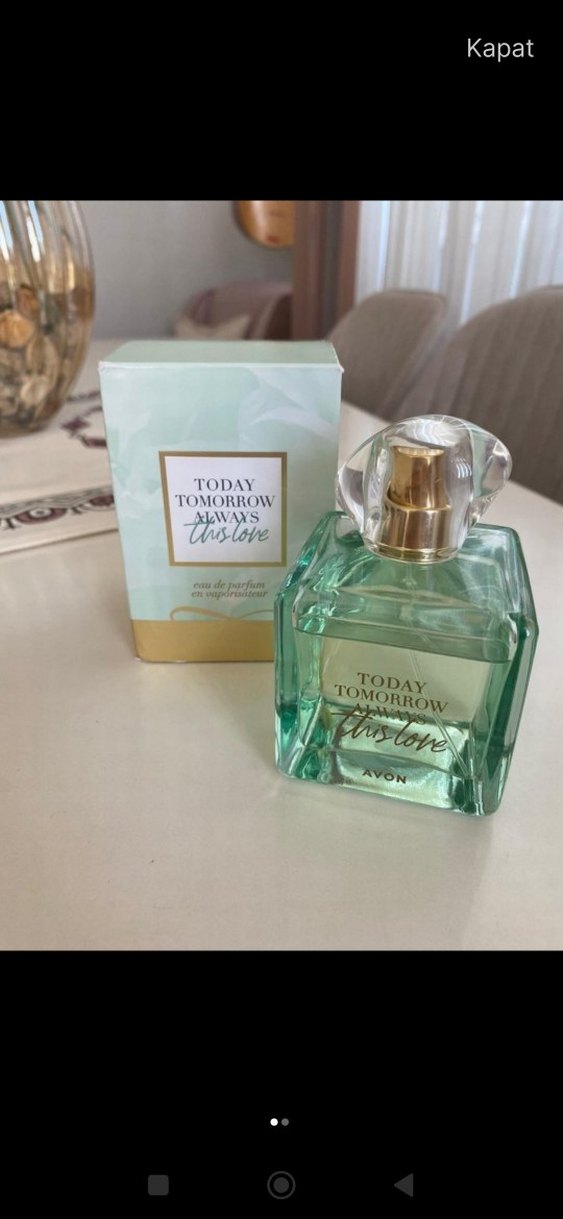 Kapat
TODAY
TOMORROW
ALWAYS
this love
eau de parfum
en vaporisateur
TODAY
TOMORROW
ALWAYS
this love
AVON